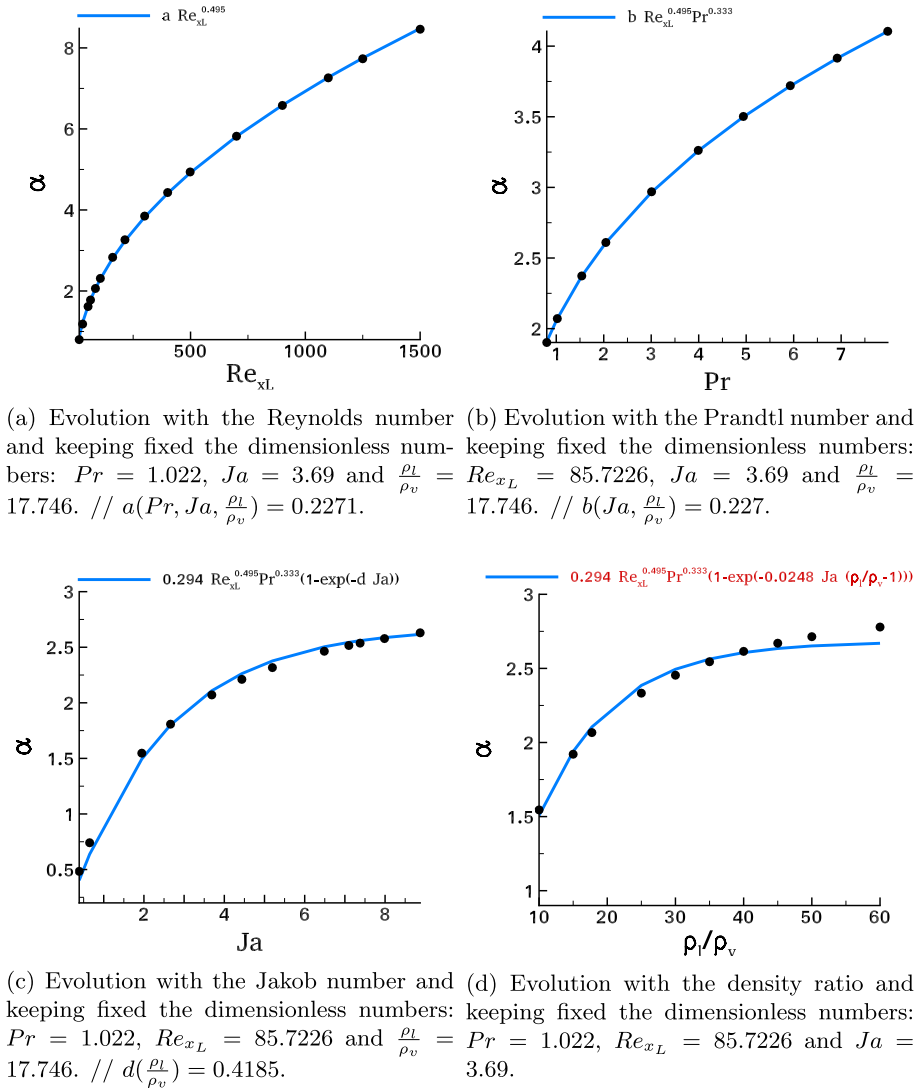 a Re_xL^0.495
8
6
4
2
α
500
1000
1500
Re_xL
(a) Evolution with the Reynolds number
and keeping fixed the dimensionless num-
bers: Pr = 1.022, Ja = 3.69 and ρ_l/ρ_v =
17.746. // a(Pr, Ja, ρ_l/ρ_v) = 0.2271.
b Re_xL^0.495 Pr^0.333
4
3.5
3
2.5
2
α
1
2
3
4
5
6
7
Pr
(b) Evolution with the Prandtl number and
keeping fixed the dimensionless numbers:
Re_{x_L} = 85.7226, Ja = 3.69 and ρ_l/ρ_v =
17.746. // b(Ja, ρ_l/ρ_v) = 0.227.
0.294 Re_xL^0.495 Pr^0.333(1-exp(-d Ja))
3
2.5
2
1.5
1
0.5
α
2
4
6
8
Ja
(c) Evolution with the Jakob number and
keeping fixed the dimensionless numbers:
Pr = 1.022, Re_{x_L} = 85.7226 and ρ_l/ρ_v =
17.746. // d(ρ_l/ρ_v) = 0.4185.
0.294 Re_xL^0.495 Pr^0.333(1-exp(-0.0248 Ja (ρ_l/ρ_v-1)))
3
2.5
2
1.5
1
α
10
20
30
40
50
60
ρ_l/ρ_v
(d) Evolution with the density ratio and
keeping fixed the dimensionless numbers:
Pr = 1.022, Re_{x_L} = 85.7226 and Ja =
3.69.